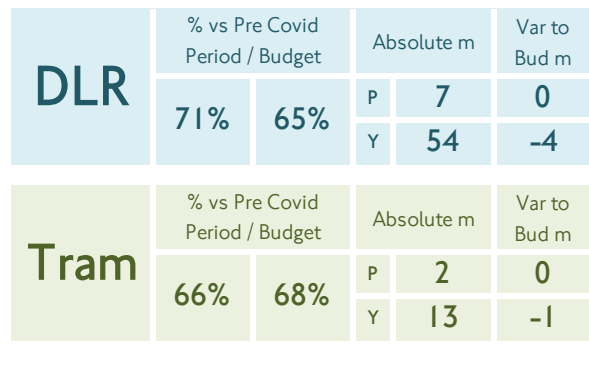 DLR
% vs Pre Covid
Period / Budget
Absolute m
Var to
Bud m
71% 65%
P 7 0
Y 54 -4
Tram
% vs Pre Covid
Period / Budget
Absolute m
Var to
Bud m
66% 68%
P 2 0
Y 13 -1